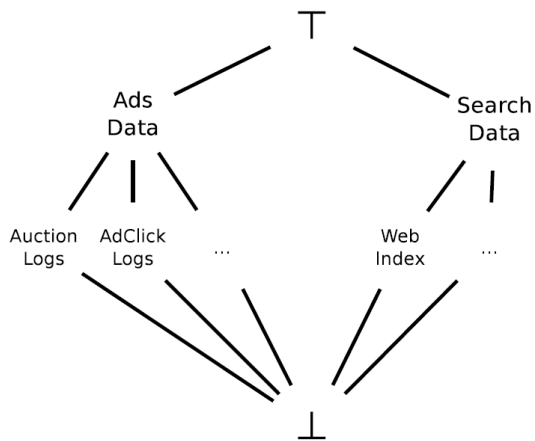 ⊤
Ads
Data
Search
Data
Auction
Logs
AdClick
Logs
...
Web
Index
...
⊥